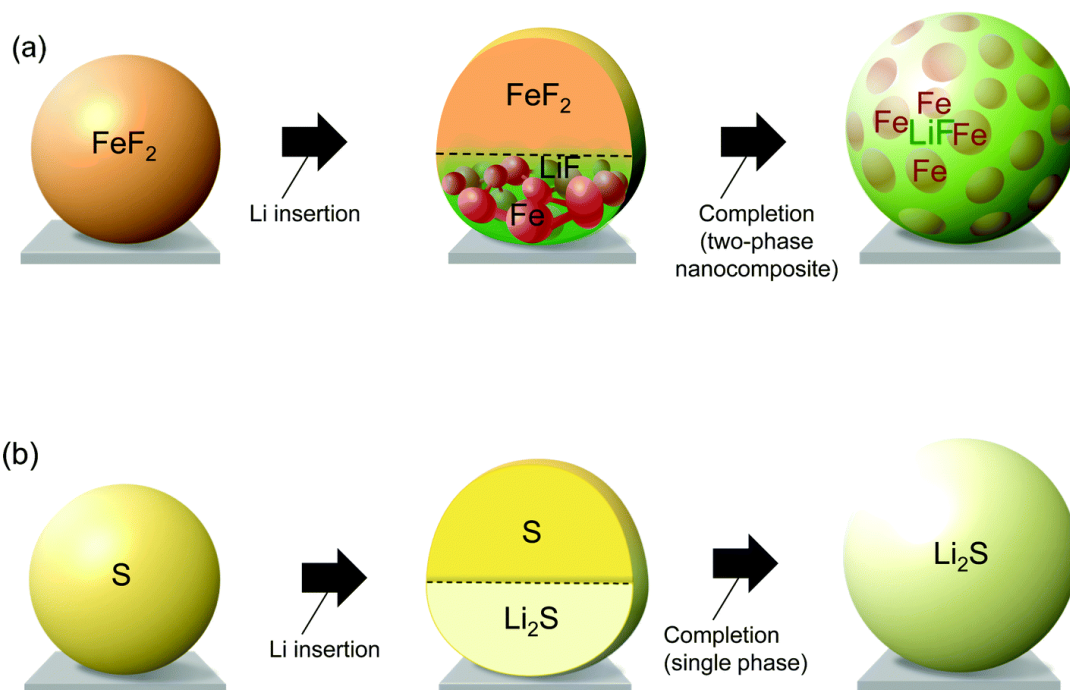 (a)
FeF₂
Li insertion
FeF₂
LiF
Fe
Completion
(two-phase
nanocomposite)
Fe
Fe LiF Fe
Fe
(b)
S
Li insertion
S
Li₂S
Completion
(single phase)
Li₂S